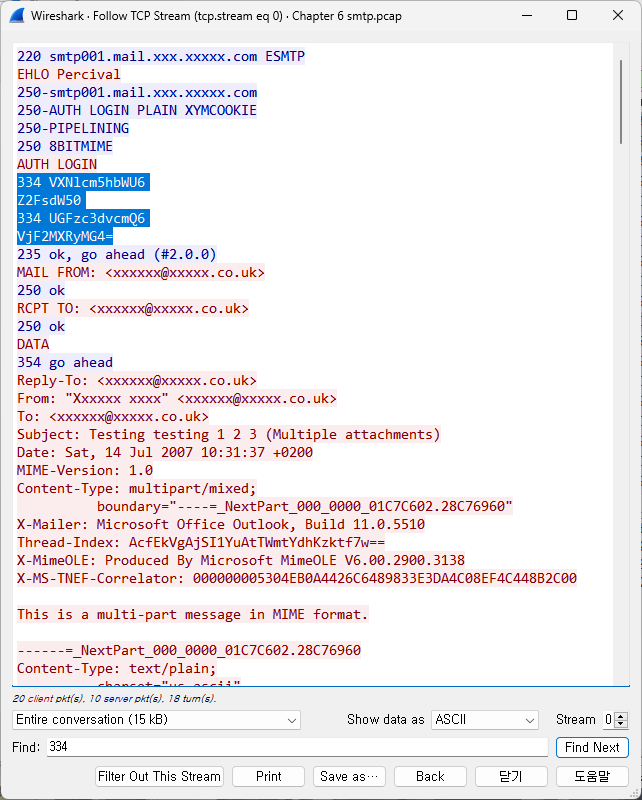 Wireshark · Follow TCP Stream (tcp.stream eq 0) · Chapter 6 smtp.pcap
220 smtp001.mail.xxx.xxxxx.com ESMTP
EHLO Percival
250-smtp001.mail.xxx.xxxxx.com
250-AUTH LOGIN PLAIN XYMCOOKIE
250-PIPELINING
250 8BITMIME
AUTH LOGIN
334 VXNlcm5hbWU6
Z2FsdW50
334 UGFzc3dvcmQ6
VjF2MXRyMG4=
235 ok, go ahead (#2.0.0)
MAIL FROM: <xxxxxx@xxxxx.co.uk>
250 ok
RCPT TO: <xxxxxx@xxxxx.co.uk>
250 ok
DATA
354 go ahead
Reply-To: <xxxxxx@xxxxx.co.uk>
From: "Xxxxxx xxxx" <xxxxxx@xxxxx.co.uk>
To: <xxxxxx@xxxxx.co.uk>
Subject: Testing testing 1 2 3 (Multiple attachments)
Date: Sat, 14 Jul 2007 10:31:37 +0200
MIME-Version: 1.0
Content-Type: multipart/mixed;
boundary="----=_NextPart_000_0000_01C7C602.28C76960"
X-Mailer: Microsoft Office Outlook, Build 11.0.5510
Thread-Index: AcfEkVgAjSI1YuAtTWmtYdhKzktf7w==
X-MimeOLE: Produced By Microsoft MimeOLE V6.00.2900.3138
X-MS-TNEF-Correlator: 000000005304EB0A4426C6489833E3DA4C08EF4C448B2C00
This is a multi-part message in MIME format.
------=_NextPart_000_0000_01C7C602.28C76960
Content-Type: text/plain;
charset="us-ascii"
20 client pkt(s), 10 server pkt(s), 18 turn(s).
Entire conversation (15 kB)
Show data as
ASCII
Stream
0
Find:
334
Find Next
Filter Out This Stream
Print
Save as…
Back
닫기
도움말